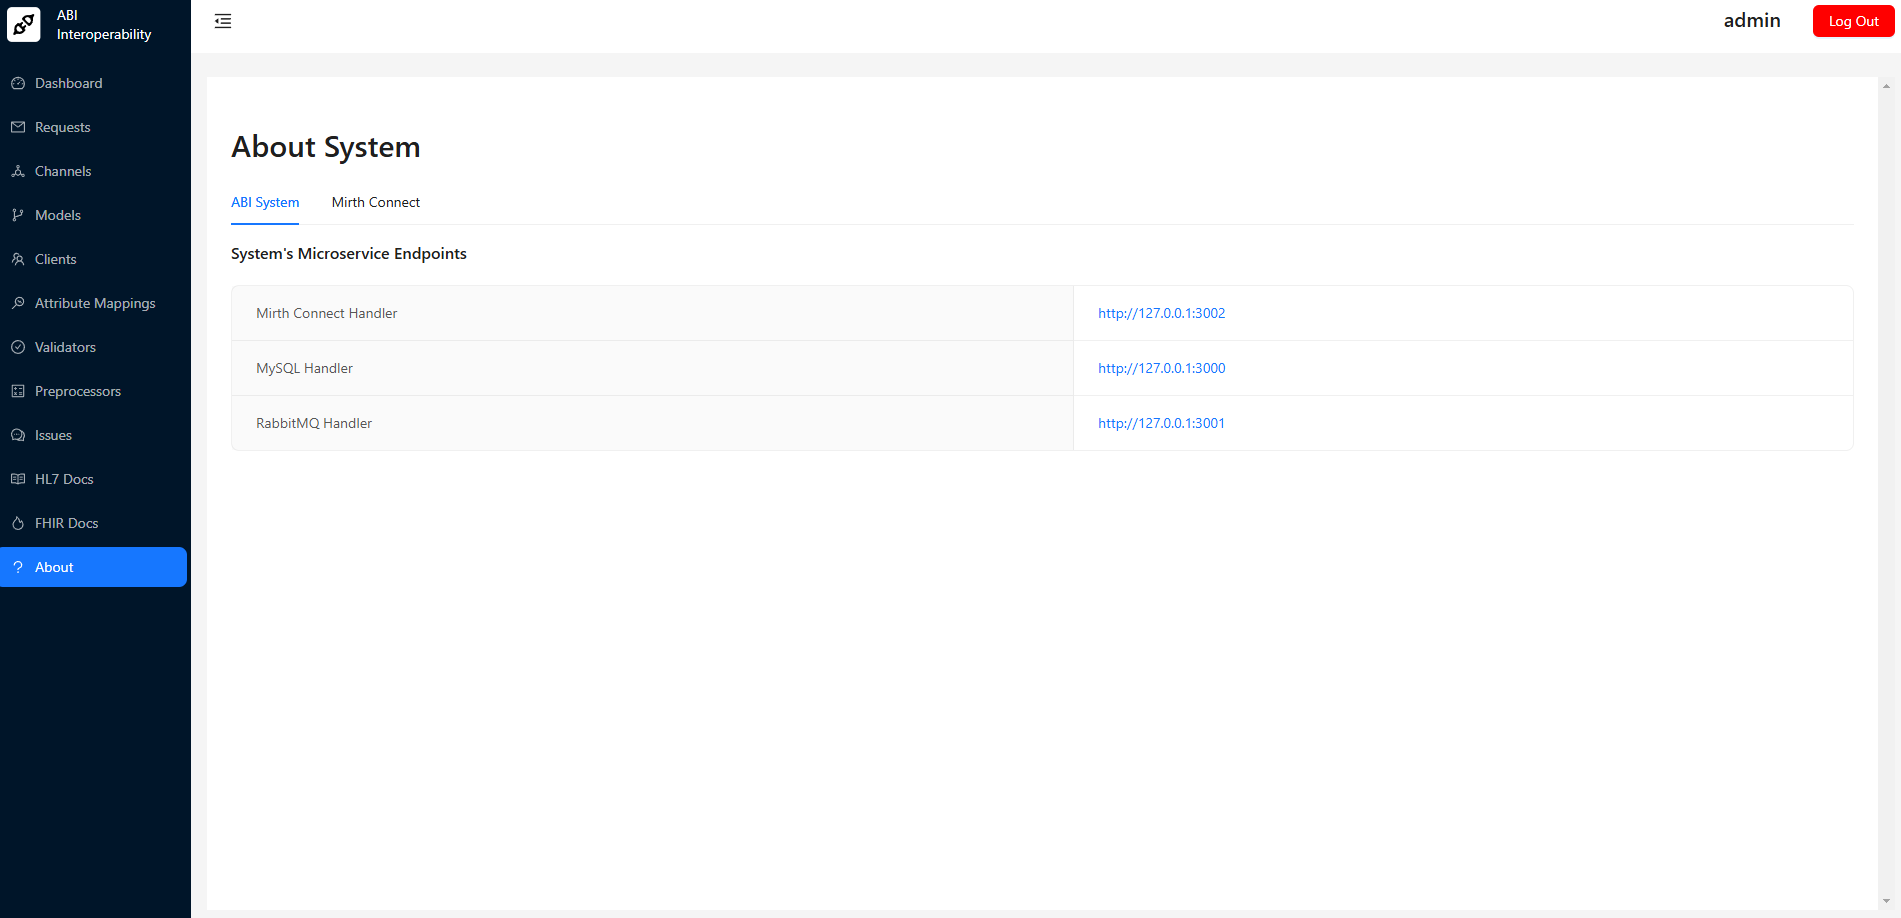 ABI
Interoperability
admin
Log Out
Dashboard
Requests
Channels
Models
Clients
Attribute Mappings
Validators
Preprocessors
Issues
HL7 Docs
FHIR Docs
? About
About System
ABI System Mirth Connect
System's Microservice Endpoints
Mirth Connect Handler http://127.0.0.1:3002
MySQL Handler http://127.0.0.1:3000
RabbitMQ Handler http://127.0.0.1:3001